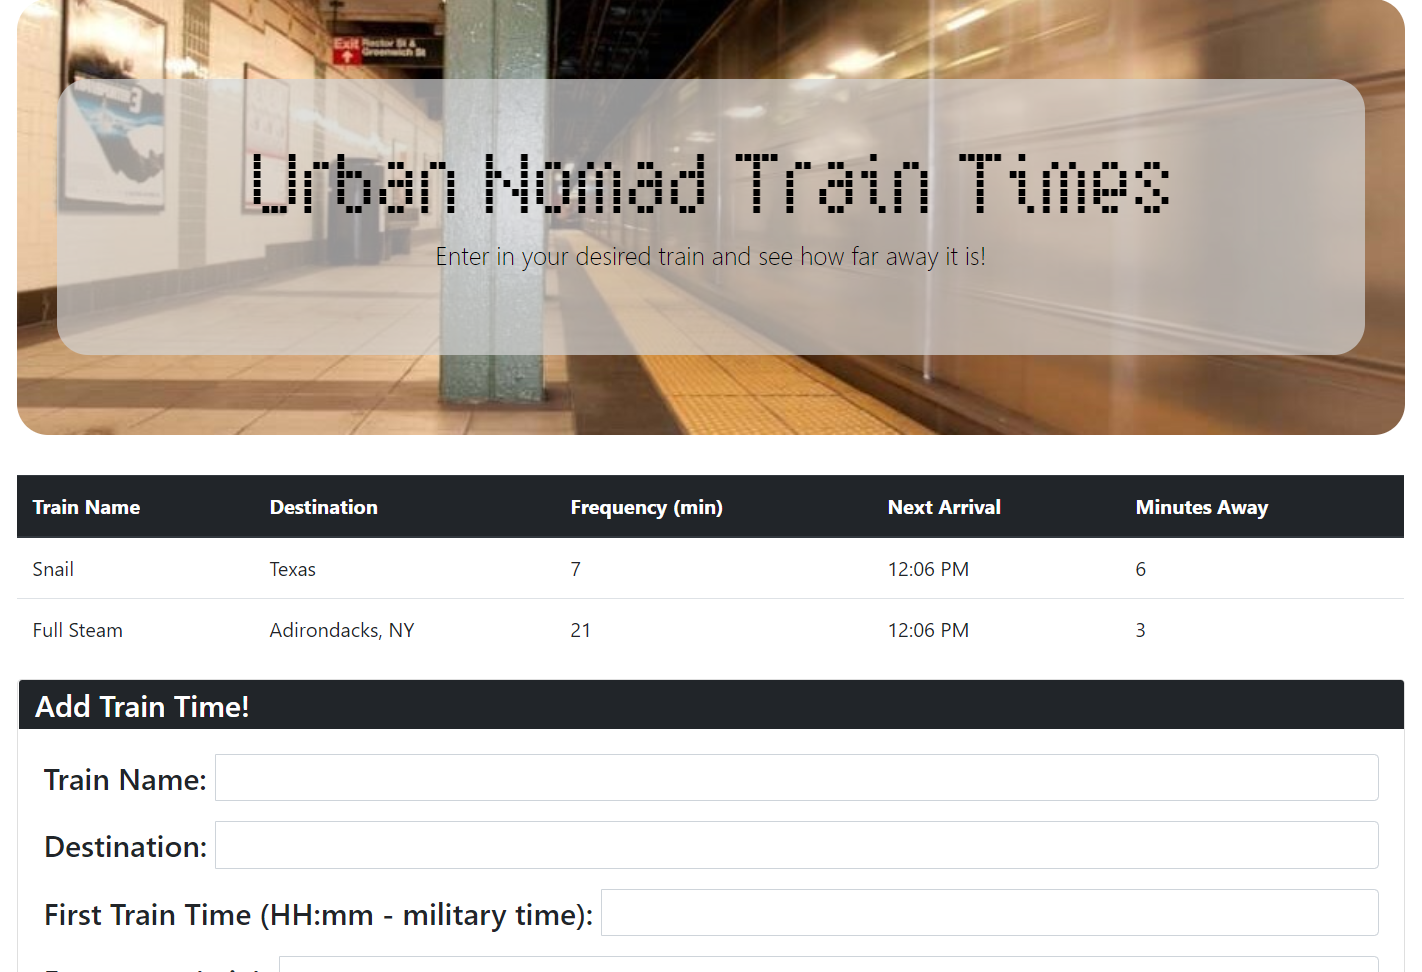 Exit Rector St &
Greenwich St
Urban Nomad Train Times
Enter in your desired train and see how far away it is!
Train Name Destination Frequency (min) Next Arrival Minutes Away
Snail Texas 7 12:06 PM 6
Full Steam Adirondacks, NY 21 12:06 PM 3
Add Train Time!
Train Name:
Destination:
First Train Time (HH:mm - military time):